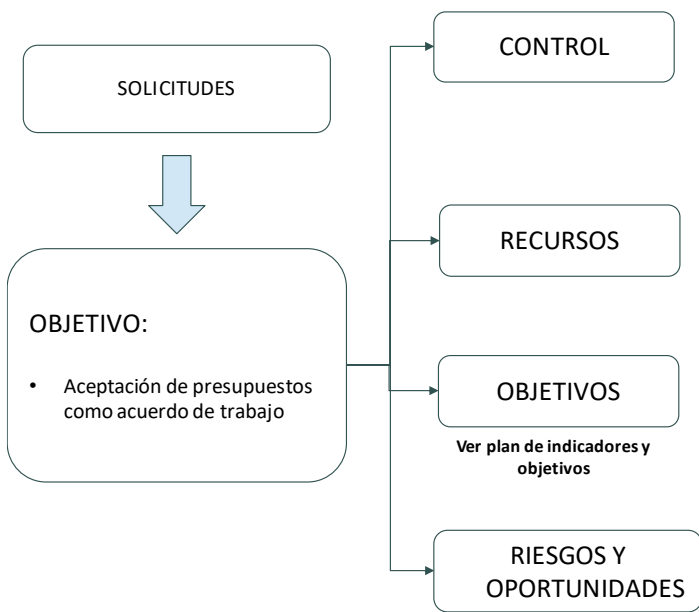 SOLICITUDES
OBJETIVO:
• Aceptación de presupuestos
como acuerdo de trabajo
CONTROL
RECURSOS
OBJETIVOS
Ver plan de indicadores y
objetivos
RIESGOS Y
OPORTUNIDADES